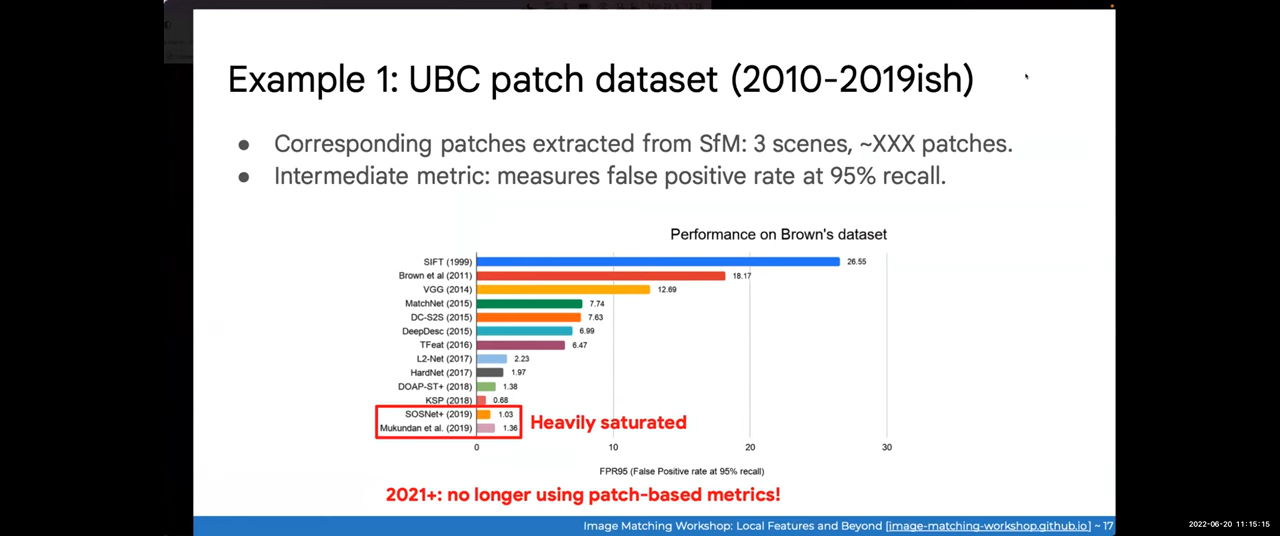 Example 1: UBC patch dataset (2010-2019ish)
● Corresponding patches extracted from SfM: 3 scenes, ~XXX patches.
● Intermediate metric: measures false positive rate at 95% recall.
Performance on Brown's dataset
SIFT (1999) 26.55
Brown et al (2011) 18.17
VGG (2014) 12.69
MatchNet (2015) 7.74
DC-S2S (2015) 7.63
DeepDesc (2015) 6.99
TFeat (2016) 6.47
L2-Net (2017) 2.23
HardNet (2017) 1.97
DOAP-ST+ (2018) 1.38
KSP (2018) 0.68
SOSNet+ (2019) 1.03
Mukundan et al. (2019) 1.36
Heavily saturated
0 10 20 30
FPR95 (False Positive rate at 95% recall)
2021+: no longer using patch-based metrics!
Image Matching Workshop: Local Features and Beyond [image-matching-workshop.github.io] ~ 17
2022-06-20 11:15:15